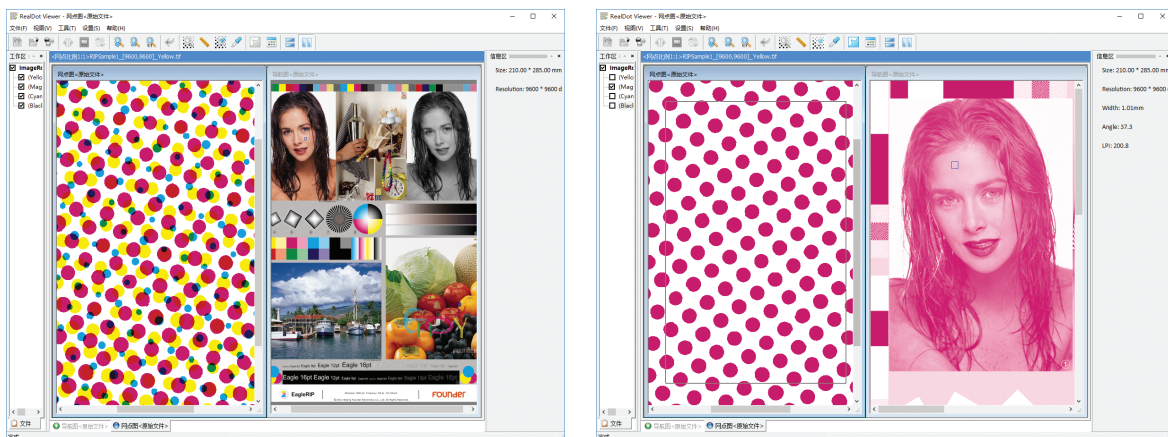 RealDot Viewer - 网点图<原始文件>
文件(F) 视图(V) 工具(T) 设置(S) 帮助(H)
工作区
<网点比例1:1>RIPSample1_[9600,9600]_Yellow.tif
信息区
ImageRi
(Yello
(Mag
(Cyan
(Blacl
网点图<原始文件>
导航图<原始文件>
Size: 210.00 * 285.00 mm
Resolution: 9600 * 9600 d
Eagle 12pt Eagle 16pt
Eagle 16pt Eagle 14pt Eagle 12pt
EagleRIP
FOUNDER
文件
导航图<原始文件>
网点图<原始文件>
RealDot Viewer - 网点图<原始文件>
文件(F) 视图(V) 工具(T) 设置(S) 帮助(H)
工作区
<网点比例1:1>RIPSample1_[9600,9600]_Yellow.tif
信息区
ImageRi
(Yello
(Mag
(Cyan
(Blacl
网点图<原始文件>
导航图<原始文件>
Size: 210.00 * 285.00 mm
Resolution: 9600 * 9600
Width: 1.01mm
Angle: 37.3
LPI: 200.8
文件
导航图<原始文件>
网点图<原始文件>